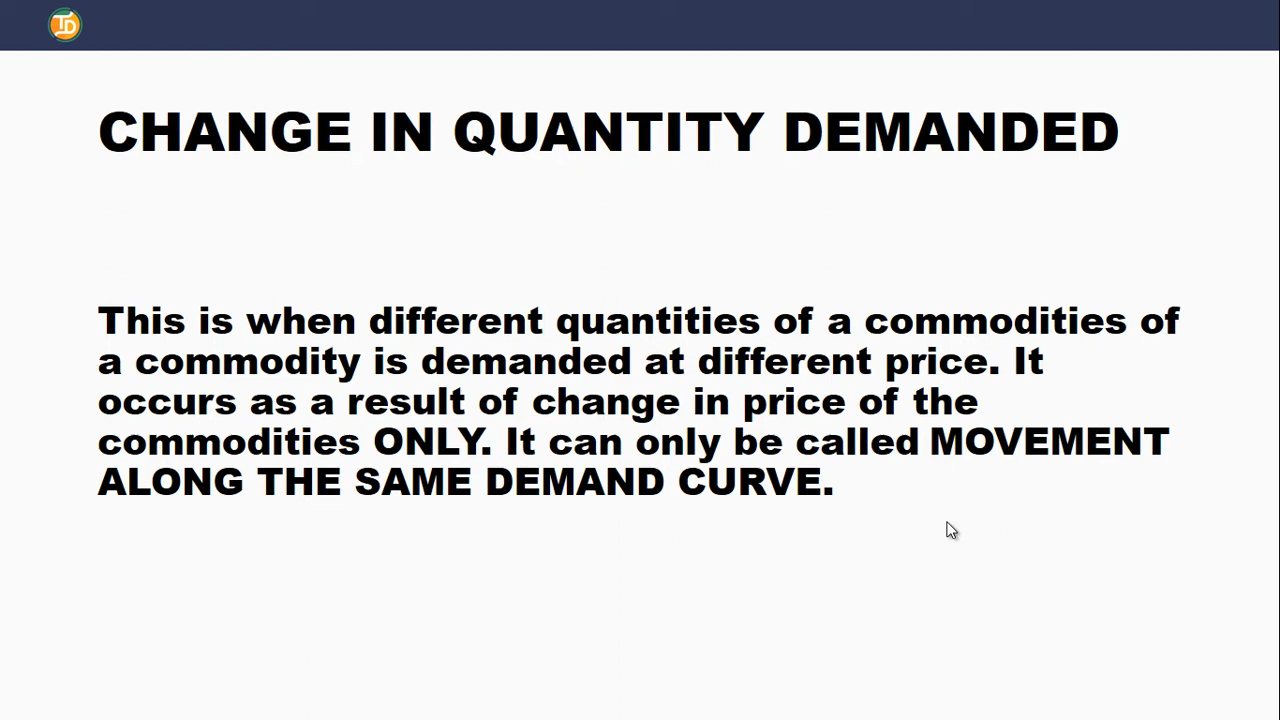 TD
CHANGE IN QUANTITY DEMANDED
This is when different quantities of a commodities of
a commodity is demanded at different price. It
occurs as a result of change in price of the
commodities ONLY. It can only be called MOVEMENT
ALONG THE SAME DEMAND CURVE.